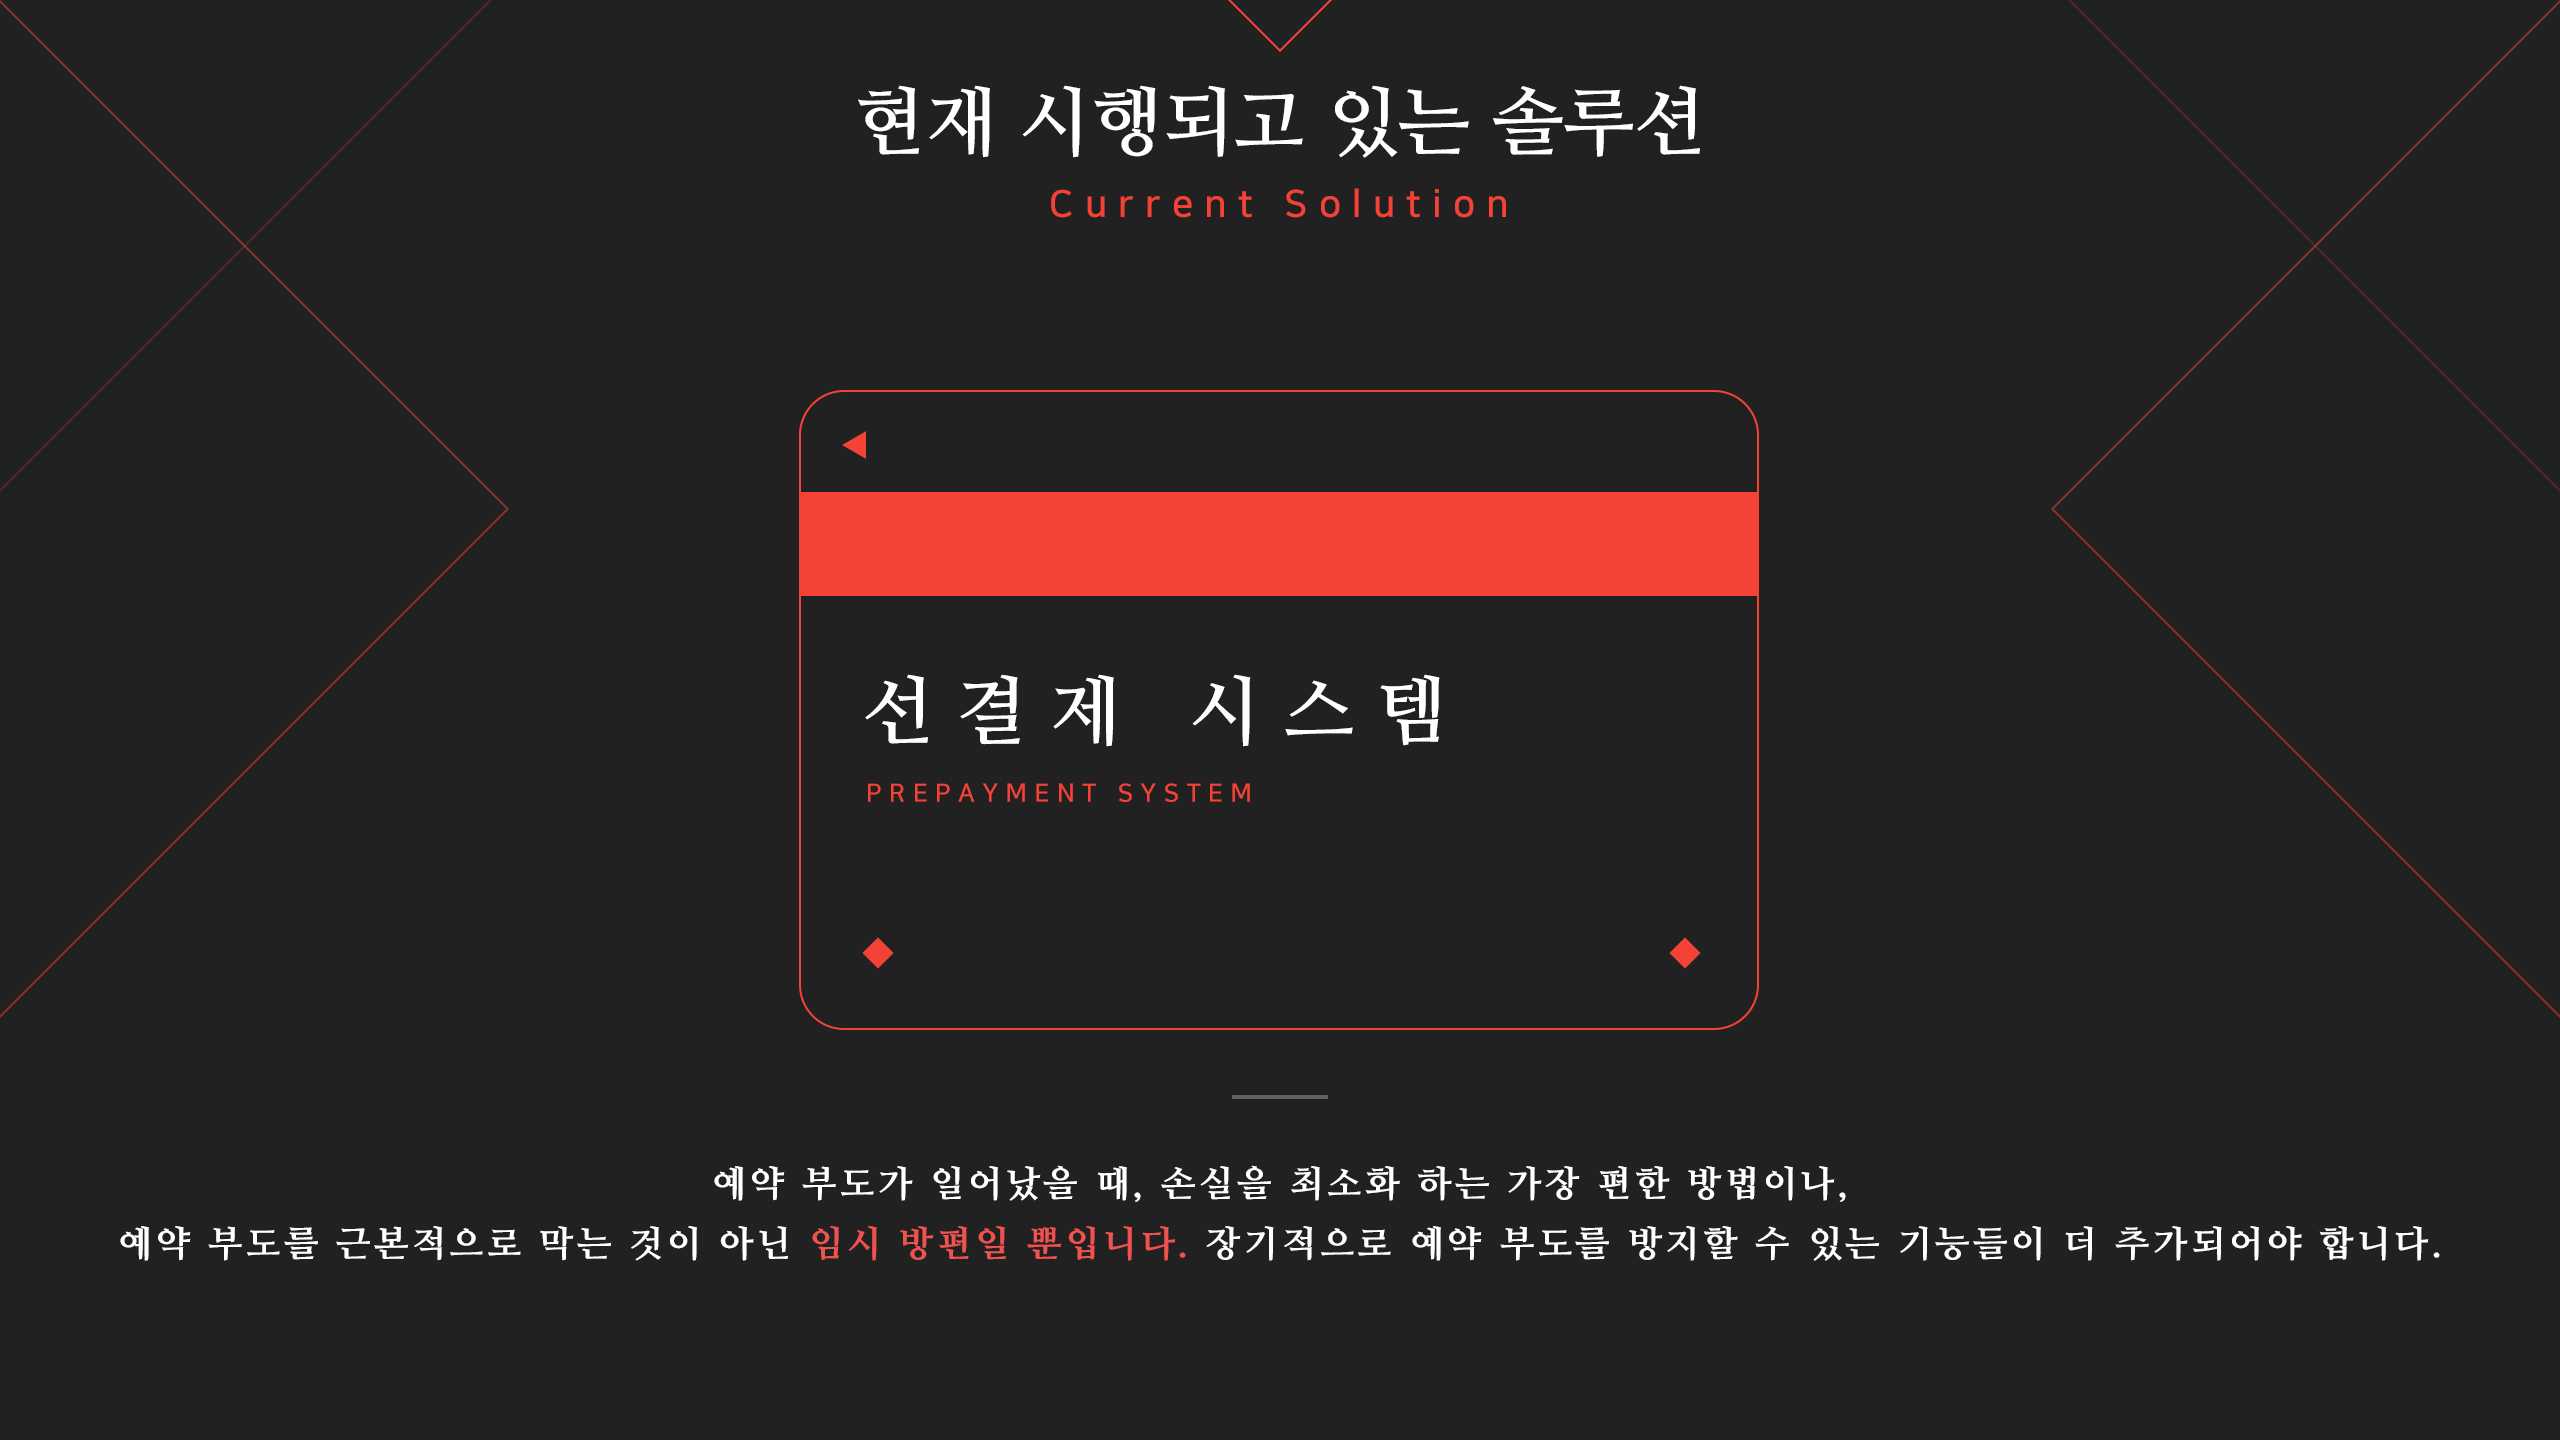 현재 시행되고 있는 솔루션
Current Solution
선결제 시스템
PREPAYMENT SYSTEM
예약 부도가 일어났을 때, 손실을 최소화 하는 가장 편한 방법이나,
예약 부도를 근본적으로 막는 것이 아닌 임시 방편일 뿐입니다. 장기적으로 예약 부도를 방지할 수 있는 기능들이 더 추가되어야 합니다.